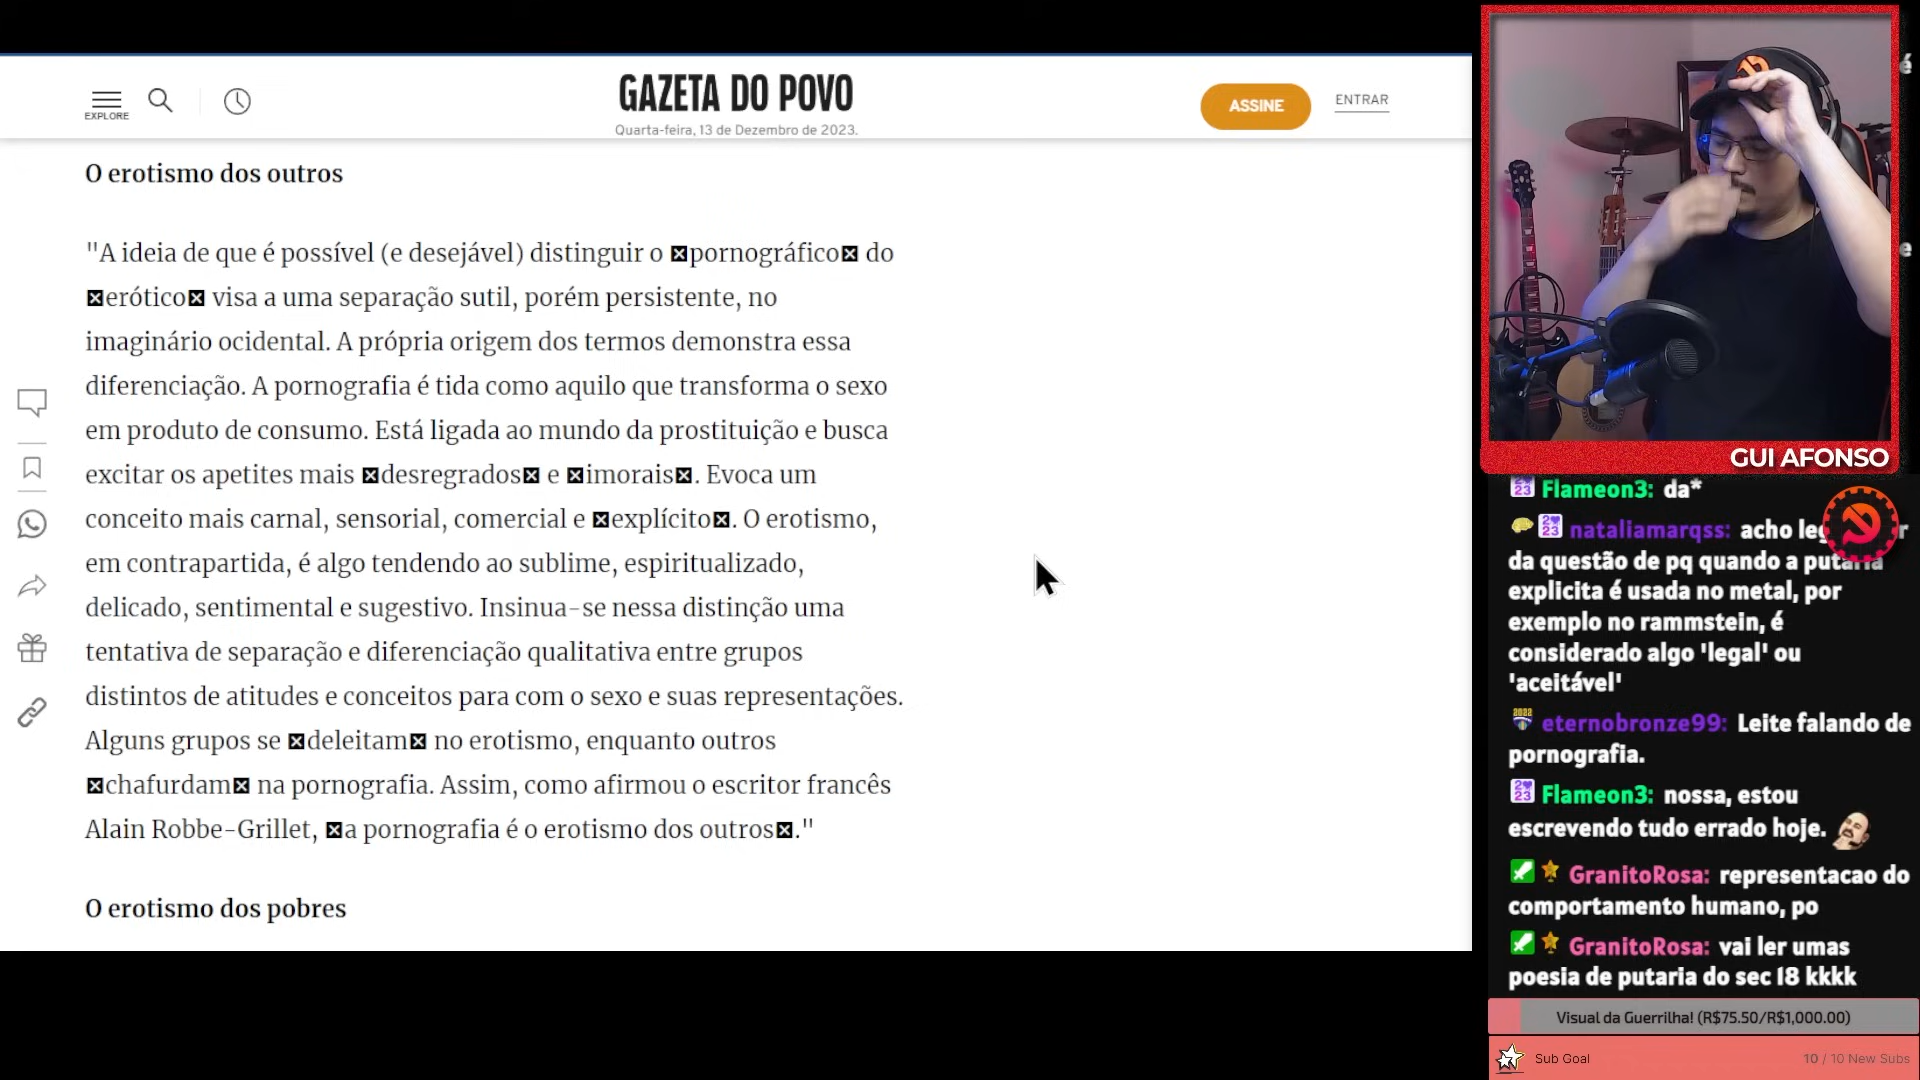 GAZETA DO POVO
EXPLORE
Quarta-feira, 13 de Dezembro de 2023.
ASSINE
ENTRAR
O erotismo dos outros
"A ideia de que é possível (e desejável) distinguir o pornográfico do
erótico visa a uma separação sutil, porém persistente, no
imaginário ocidental. A própria origem dos termos demonstra essa
diferenciação. A pornografia é tida como aquilo que transforma o sexo
em produto de consumo. Está ligada ao mundo da prostituição e busca
excitar os apetites mais desregrados e imorais. Evoca um
conceito mais carnal, sensorial, comercial e explícito. O erotismo,
em contrapartida, é algo tendendo ao sublime, espiritualizado,
delicado, sentimental e sugestivo. Insinua-se nessa distinção uma
tentativa de separação e diferenciação qualitativa entre grupos
distintos de atitudes e conceitos para com o sexo e suas representações.
Alguns grupos se deleitam no erotismo, enquanto outros
chafurdam na pornografia. Assim, como afirmou o escritor francês
Alain Robbe-Grillet, a pornografia é o erotismo dos outros."
O erotismo dos pobres
GUI AFONSO
Flameon3: da*
nataliamarqss: acho
da questão de pq quando a putaria
explicita é usada no metal, por
exemplo no rammstein, é
considerado algo 'legal' ou
'aceitável'
eternobronze99: Leite falando de
pornografia.
Flameon3: nossa, estou
escrevendo tudo errado hoje.
GranitoRosa: representacao do
comportamento humano, po
GranitoRosa: vai ler umas
poesia de putaria do sec 18 kkkk
Visual da Guerrilha! (R$75.50/R$1,000.00)
Sub Goal
10 / 10 New Subs